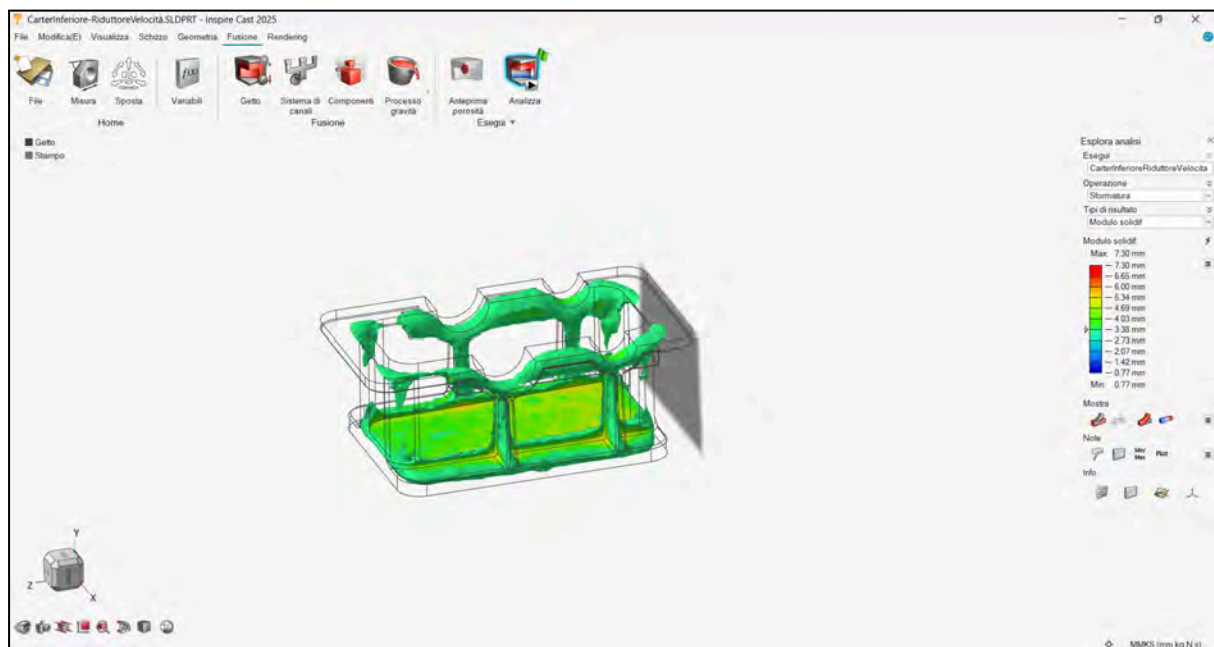 CarterInferiore-RiduttoreVelocità.SLDPRT - Inspire Cast 2025
File Modifica(E) Visualizza Schizzo Geometria Fusione Rendering
File Misura Sposta Variabili Getto Sistema di canali Componenti Processo gravità Anteprima porosità Analizza
Home Fusione Esegui
Getto
Stampo
Esplora analisi
Esegui
CarterInferioreRiduttoreVelocita
Operazione
Sformatura
Tipi di risultato
Modulo solidif.
Modulo solidif.
Max: 7.30 mm
7.30 mm
6.65 mm
6.00 mm
5.34 mm
4.69 mm
4.03 mm
3.38 mm
2.73 mm
2.07 mm
1.42 mm
0.77 mm
Min: 0.77 mm
Mostra
Note
Min/
Max Plot
Info
Y
Z
X
MMKS (mm kg N s)